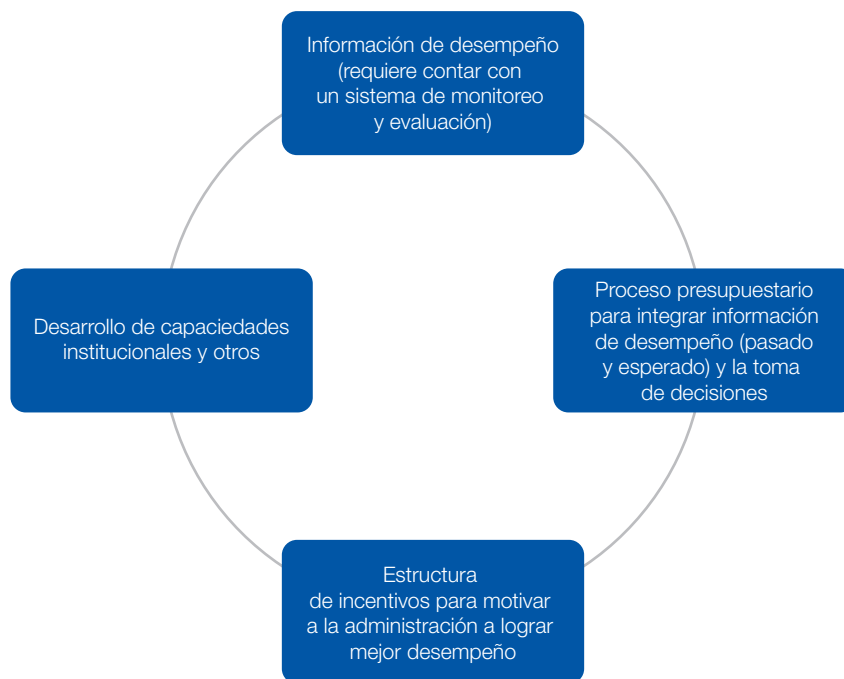 Información de desempeño
(requiere contar con
un sistema de monitoreo
y evaluación)
Desarrollo de capaciedades
institucionales y otros
Proceso presupuestario
para integrar información
de desempeño (pasado
y esperado) y la toma
de decisiones
Estructura
de incentivos para motivar
a la administración a lograr
mejor desempeño